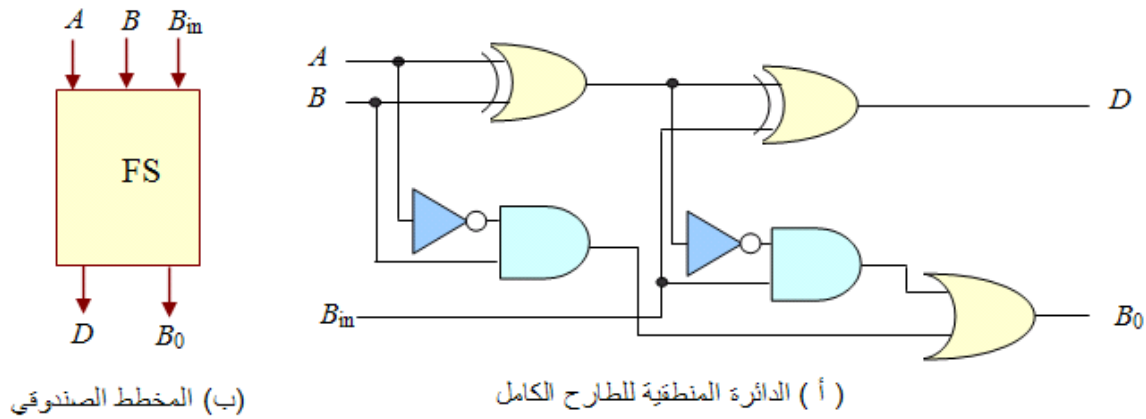 A B Bin
FS
D B0
(ب) المخطط الصندوقي
A
B
Bin
D
B0
( أ ) الدائرة المنطقية للطارح الكامل